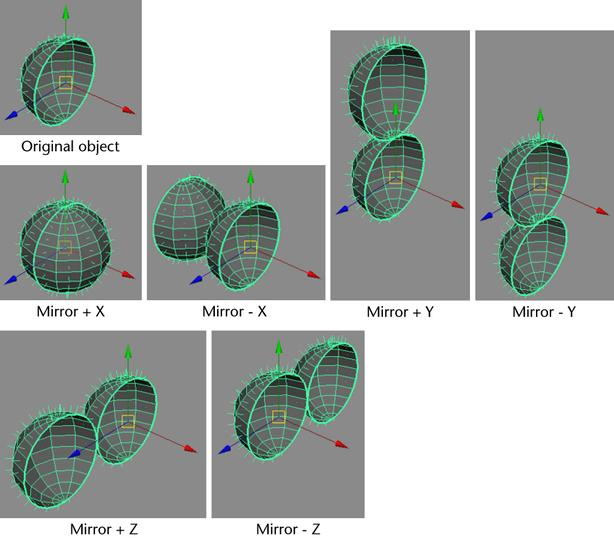 Original object
Mirror + X
Mirror - X
Mirror + Y
Mirror - Y
Mirror + Z
Mirror - Z